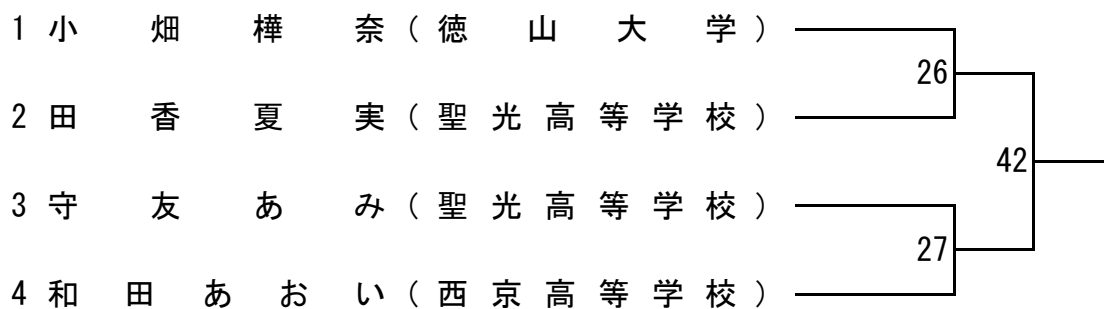 1 小畑樺奈(徳山大学)
26
2 田香夏実(聖光高等学校)
42
3 守友あみ(聖光高等学校)
27
4 和田あおい(西京高等学校)